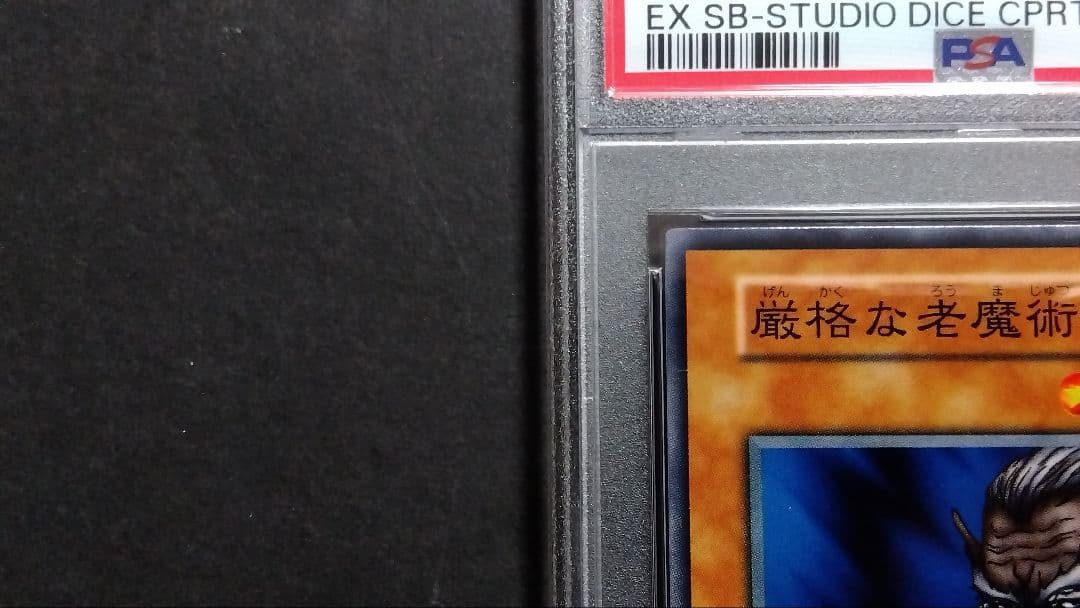 EX SB-STUDIO DICE CPRT
PSA
げん かく ろう ま じゅつ
厳格な老魔術